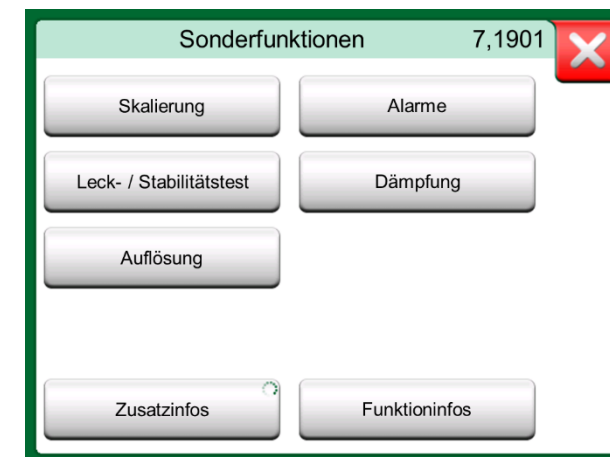 Sonderfunktionen 7,1901
Skalierung Alarme
Leck- / Stabilitätstest Dämpfung
Auflösung
Zusatzinfos Funktioninfos